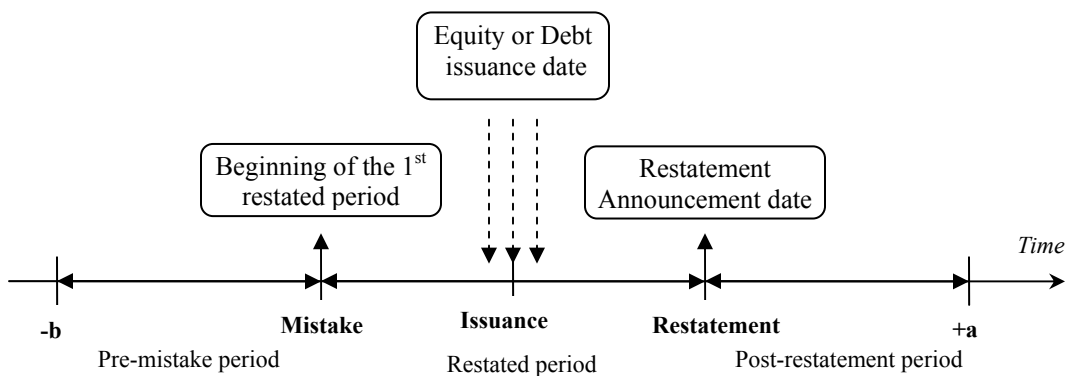 Equity or Debt
issuance date
Beginning of the 1st
restated period
Restatement
Announcement date
Time
-b
Mistake
Issuance
Restatement
+a
Pre-mistake period
Restated period
Post-restatement period